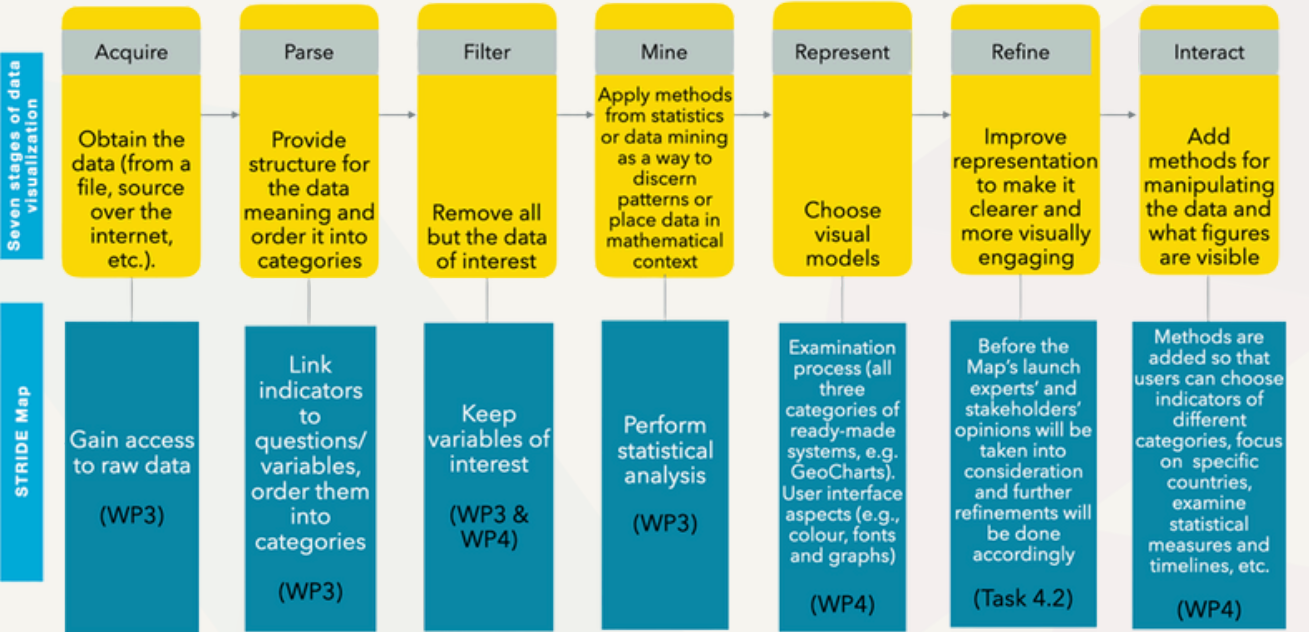 Seven stages of data
visualization
Acquire
Obtain the
data (from a
file, source
over the
internet,
etc.).
Parse
Provide
structure for
the data
meaning and
order it into
categories
Filter
Remove all
but the data
of interest
Mine
Apply methods
from statistics
or data mining
as a way to
discern
patterns or
place data in
mathematical
context
Represent
Choose
visual
models
Refine
Improve
representation
to make it
clearer and
more visually
engaging
Interact
Add
methods for
manipulating
the data and
what figures
are visible
STRIDE Map
Gain access
to raw data
(WP3)
Link
indicators
to
questions/
variables,
order them
into
categories
(WP3)
Keep
variables of
interest
(WP3 &
WP4)
Perform
statistical
analysis
(WP3)
Examination
process (all
three
categories of
ready-made
systems, e.g.
GeoCharts).
User interface
aspects (e.g.,
colour, fonts
and graphs)
(WP4)
Before the
Map's launch
experts' and
stakeholders'
opinions will be
taken into
consideration
and further
refinements will
be done
accordingly
(Task 4.2)
Methods are
added so that
users can choose
indicators of
different
categories, focus
on specific
countries,
examine
statistical
measures and
timelines, etc.
(WP4)